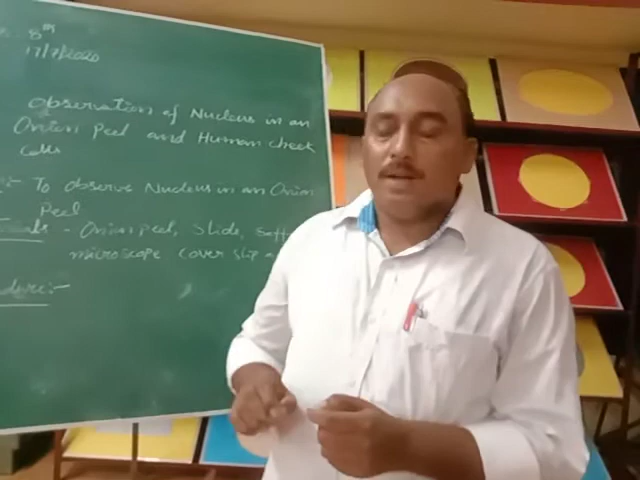 8th
17/7/2020
Observation of Nucleus in an
Onion Peel and Human cheek
cells
To observe Nucleus in an Onion
Peel
- Onion peel, Slide,
microscope cover slip